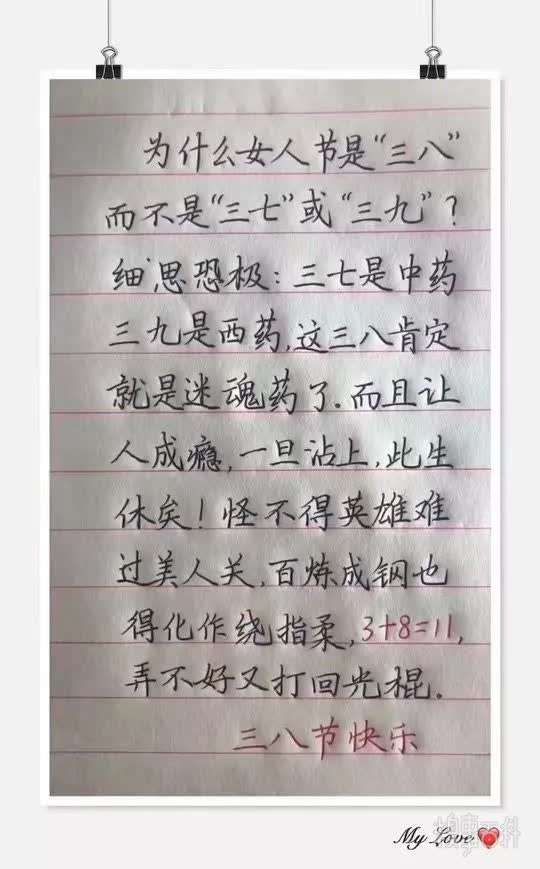 为什么女人节是“三八”
而不是“三七”或“三九”？
细思恐极：三七是中药
三九是西药，这三八肯定
就是迷魂药了．而且让
人成瘾，一旦沾上，此生
休矣！怪不得英雄难
过美人关，百炼成钢也
得化作绕指柔，3+8=11，
弄不好又打回光棍．
三八节快乐
My Love